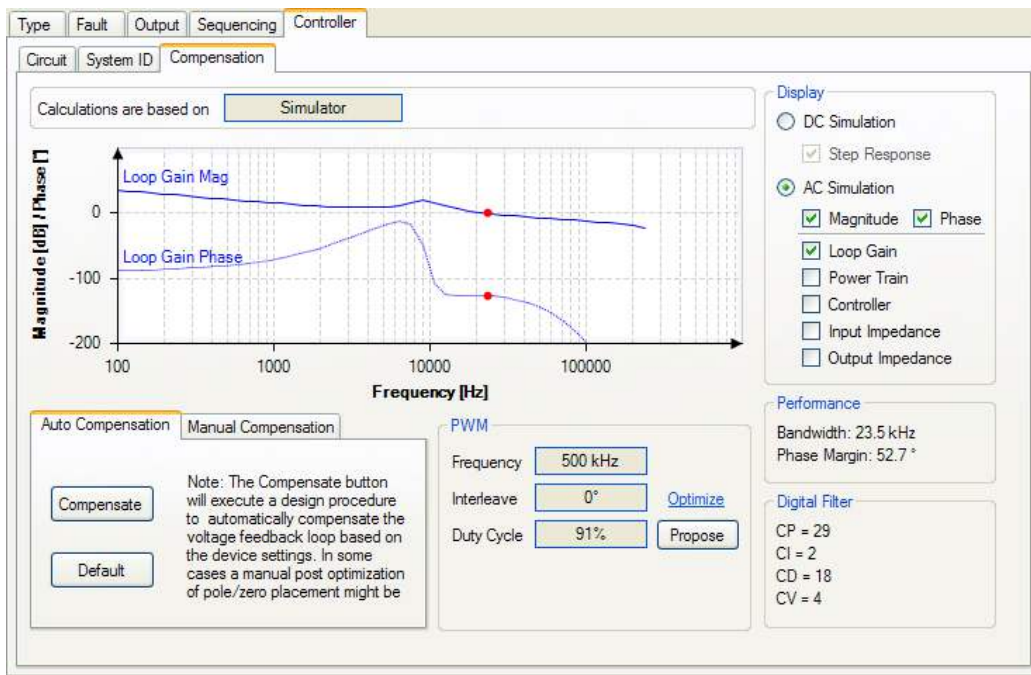 Type Fault Output Sequencing Controller
Circuit System ID Compensation
Calculations are based on Simulator
Magnitude [dB] / Phase [°]
Loop Gain Mag
Loop Gain Phase
0
-100
-200
100 1000 10000 100000
Frequency [Hz]
Display
DC Simulation
Step Response
AC Simulation
Magnitude Phase
Loop Gain
Power Train
Controller
Input Impedance
Output Impedance
Auto Compensation Manual Compensation
Compensate
Default
Note: The Compensate button
will execute a design procedure
to automatically compensate the
voltage feedback loop based on
the device settings. In some
cases a manual post optimization
of pole/zero placement might be
PWM
Frequency 500 kHz
Interleave 0° Optimize
Duty Cycle 91% Propose
Performance
Bandwidth: 23.5 kHz
Phase Margin: 52.7 °
Digital Filter
CP = 29
CI = 2
CD = 18
CV = 4